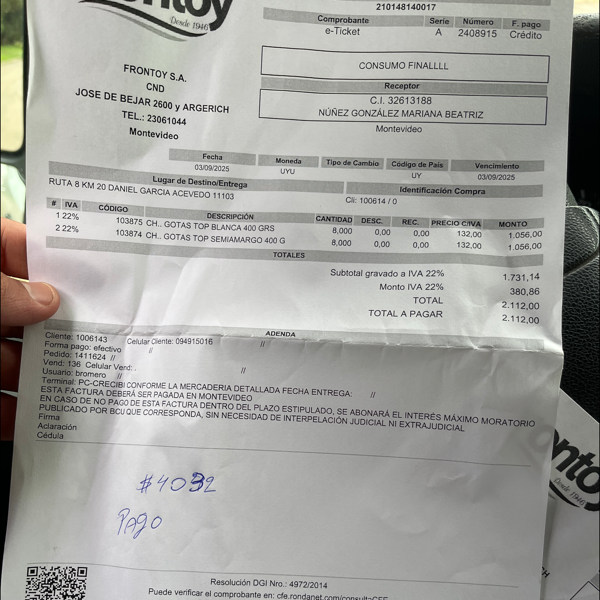 ontoy
Desde 1946
210148140017
Comprobante Serie Número F. pago
e-Ticket A 2408915 Crédito
CONSUMO FINALLLL
Receptor
C.I. 32613188
NÚÑEZ GONZÁLEZ MARIANA BEATRIZ
Montevideo
FRONTOY S.A.
CND
JOSE DE BEJAR 2600 y ARGERICH
TEL.: 23061044
Montevideo
Fecha Moneda Tipo de Cambio Código de País Vencimiento
03/09/2025 UYU UY 03/09/2025
Lugar de Destino/Entrega Identificación Compra
RUTA 8 KM 20 DANIEL GARCIA ACEVEDO 11103 Cli: 100614 / 0
# IVA CÓDIGO DESCRIPCIÓN CANTIDAD DESC. REC. PRECIO C/IVA MONTO
1 22% 103875 CH.. GOTAS TOP BLANCA 400 GRS 8,000 0,00 0,00 132,00 1.056,00
2 22% 103874 CH.. GOTAS TOP SEMIAMARGO 400 G 8,000 0,00 0,00 132,00 1.056,00
TOTALES
Subtotal gravado a IVA 22% 1.731,14
Monto IVA 22% 380,86
TOTAL 2.112,00
TOTAL A PAGAR 2.112,00
ADENDA
Cliente: 1006143 Celular Cliente: 094915016 //
Forma pago: efectivo //
Pedido: 1411624 //
Vend: 136 Celular Verd: . //
Usuario: bromero //
Terminal: PC-CRECIBI CONFORME LA MERCADERIA DETALLADA FECHA ENTREGA: //
ESTA FACTURA DEBERÁ SER PAGADA EN MONTEVIDEO
EN CASO DE NO PAGO DE ESTA FACTURA DENTRO DEL PLAZO ESTIPULADO, SE ABONARÁ EL INTERÉS MÁXIMO MORATORIO
PUBLICADO POR BCU QUE CORRESPONDA, SIN NECESIDAD DE INTERPELACIÓN JUDICIAL NI EXTRAJUDICIAL
Firma
Aclaración
Cédula
#4032
PAGO
Resolución DGI Nro.: 4972/2014
Puede verificar el comprobante en: cfe.rondanet.com/consultaCFE
onto
Desde 1946